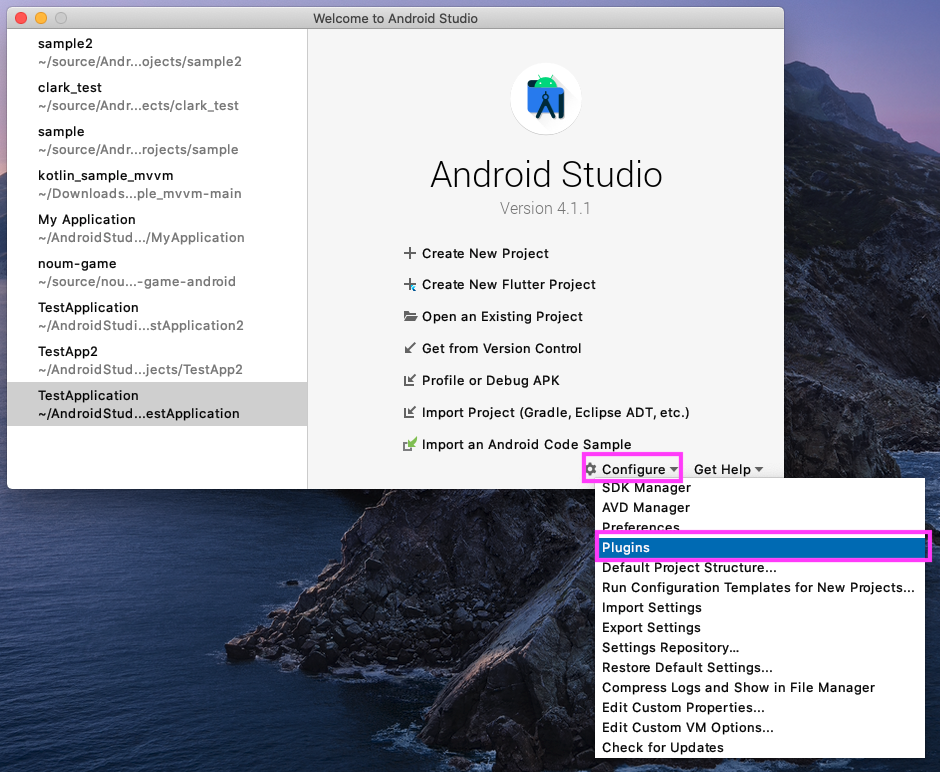 Welcome to Android Studio
sample2
~/source/Andr...ojects/sample2
clark_test
~/source/Andr...ects/clark_test
sample
~/source/Andr...rojects/sample
kotlin_sample_mvvm
~/Downloads...ple_mvvm-main
My Application
~/AndroidStud.../MyApplication
noum-game
~/source/nou...-game-android
TestApplication
~/AndroidStudi...stApplication2
TestApp2
~/AndroidStud...jects/TestApp2
TestApplication
~/AndroidStud...estApplication
Android Studio
Version 4.1.1
Create New Project
Create New Flutter Project
Open an Existing Project
Get from Version Control
Profile or Debug APK
Import Project (Gradle, Eclipse ADT, etc.)
Import an Android Code Sample
Configure Get Help
SDK Manager
AVD Manager
Preferences
Plugins
Default Project Structure...
Run Configuration Templates for New Projects...
Import Settings
Export Settings
Settings Repository...
Restore Default Settings...
Compress Logs and Show in File Manager
Edit Custom Properties...
Edit Custom VM Options...
Check for Updates